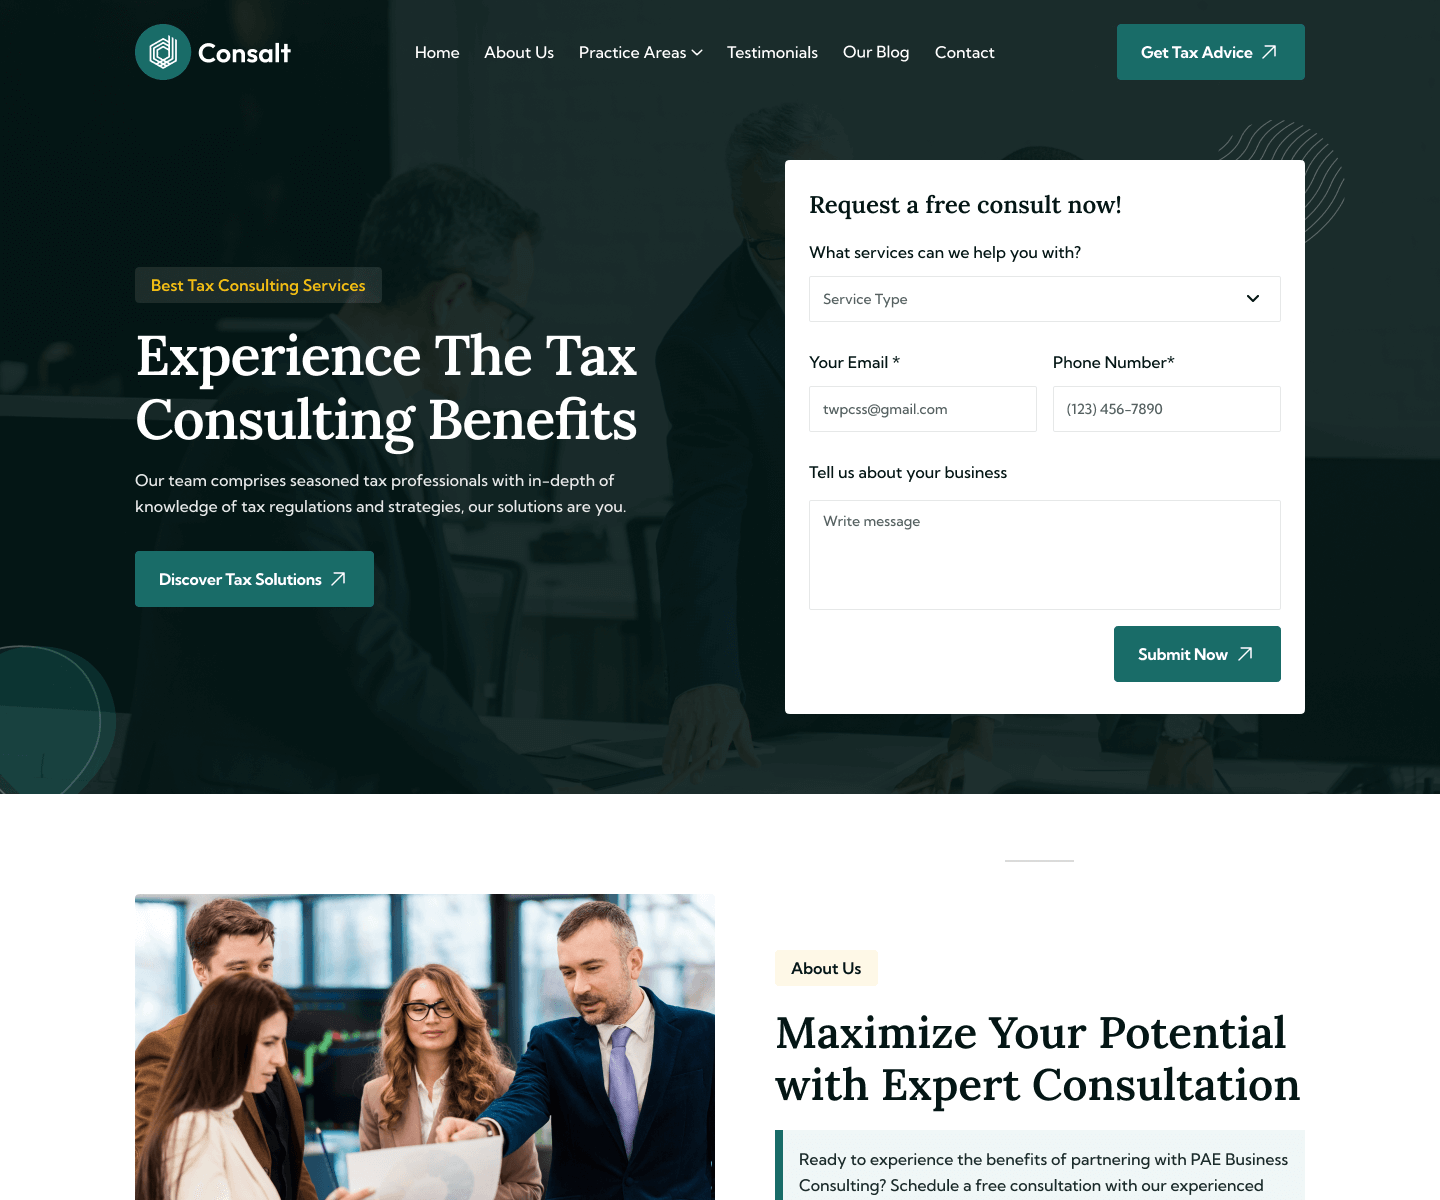 Consalt
Home
About Us
Practice Areas
Testimonials
Our Blog
Contact
Get Tax Advice
Best Tax Consulting Services
Experience The Tax
Consulting Benefits
Our team comprises seasoned tax professionals with in-depth of
knowledge of tax regulations and strategies, our solutions are you.
Discover Tax Solutions
Request a free consult now!
What services can we help you with?
Service Type
Your Email *
Phone Number*
twpcss@gmail.com
(123) 456-7890
Tell us about your business
Write message
Submit Now
About Us
Maximize Your Potential
with Expert Consultation
Ready to experience the benefits of partnering with PAE Business
Consulting? Schedule a free consultation with our experienced